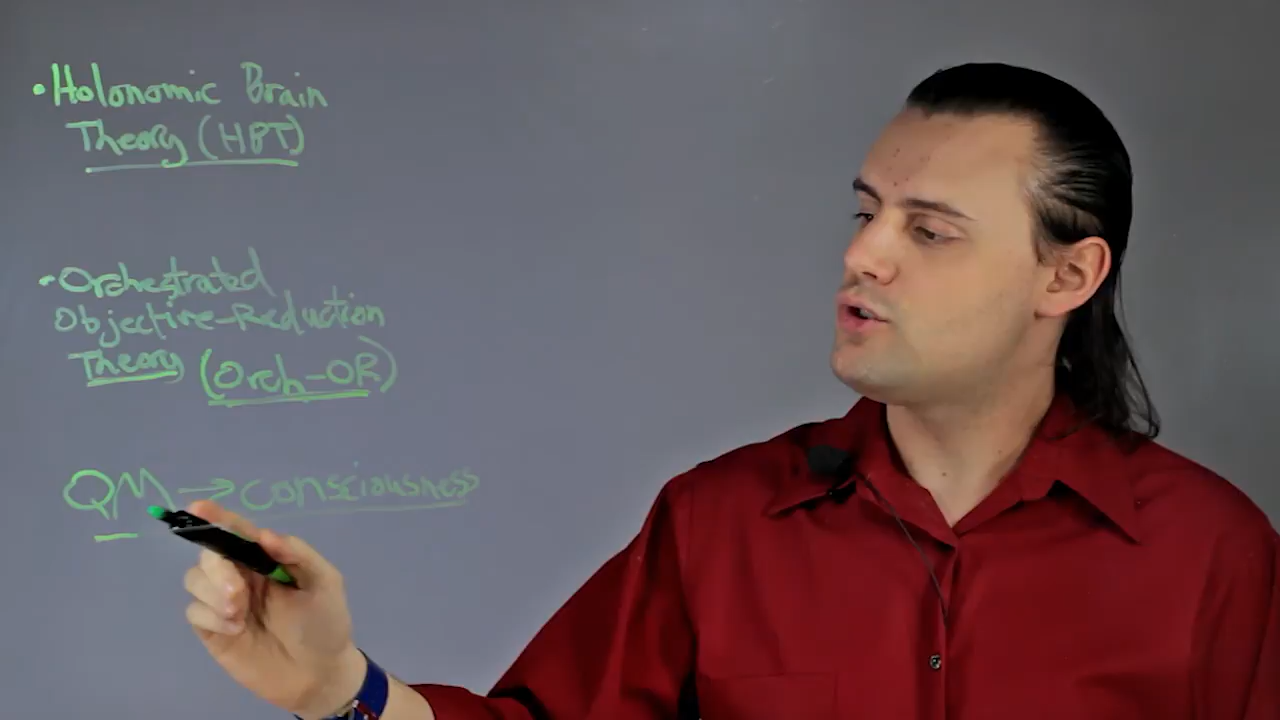 •Holonomic Brain
Theory (HBT)
•Orchestrated
Objective-Reduction
Theory (Orch-OR)
QM → consciousness